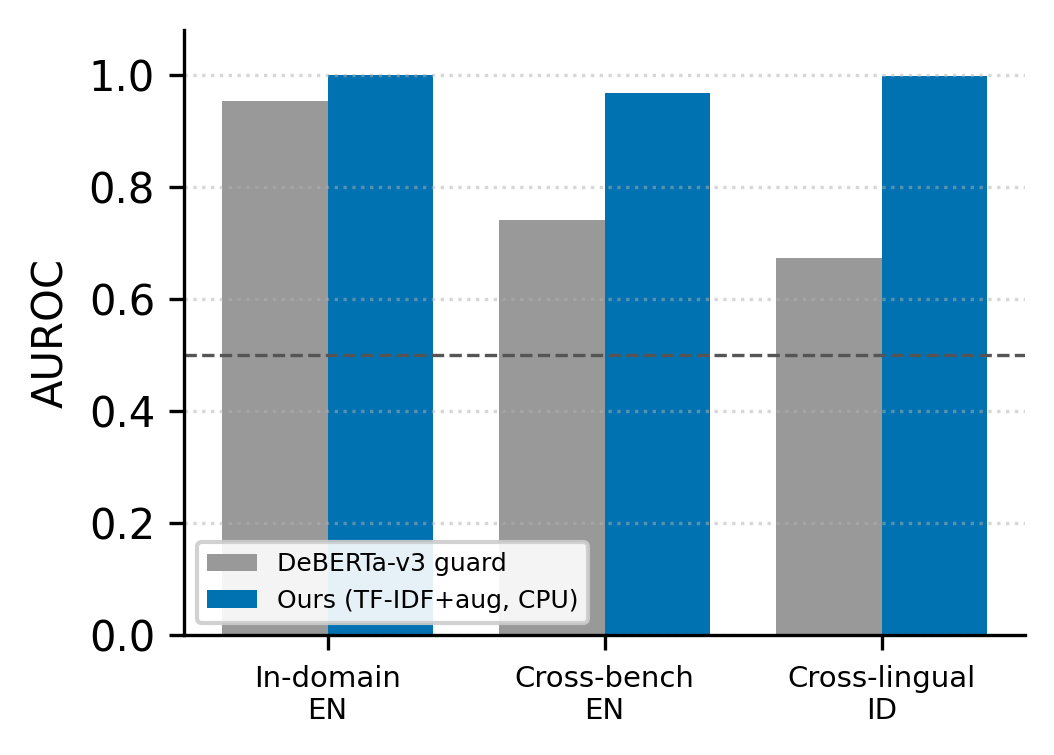 AUROC
1.0
0.8
0.6
0.4
0.2
0.0
DeBERTa-v3 guard
Ours (TF-IDF+aug, CPU)
In-domain
EN
Cross-bench
EN
Cross-lingual
ID